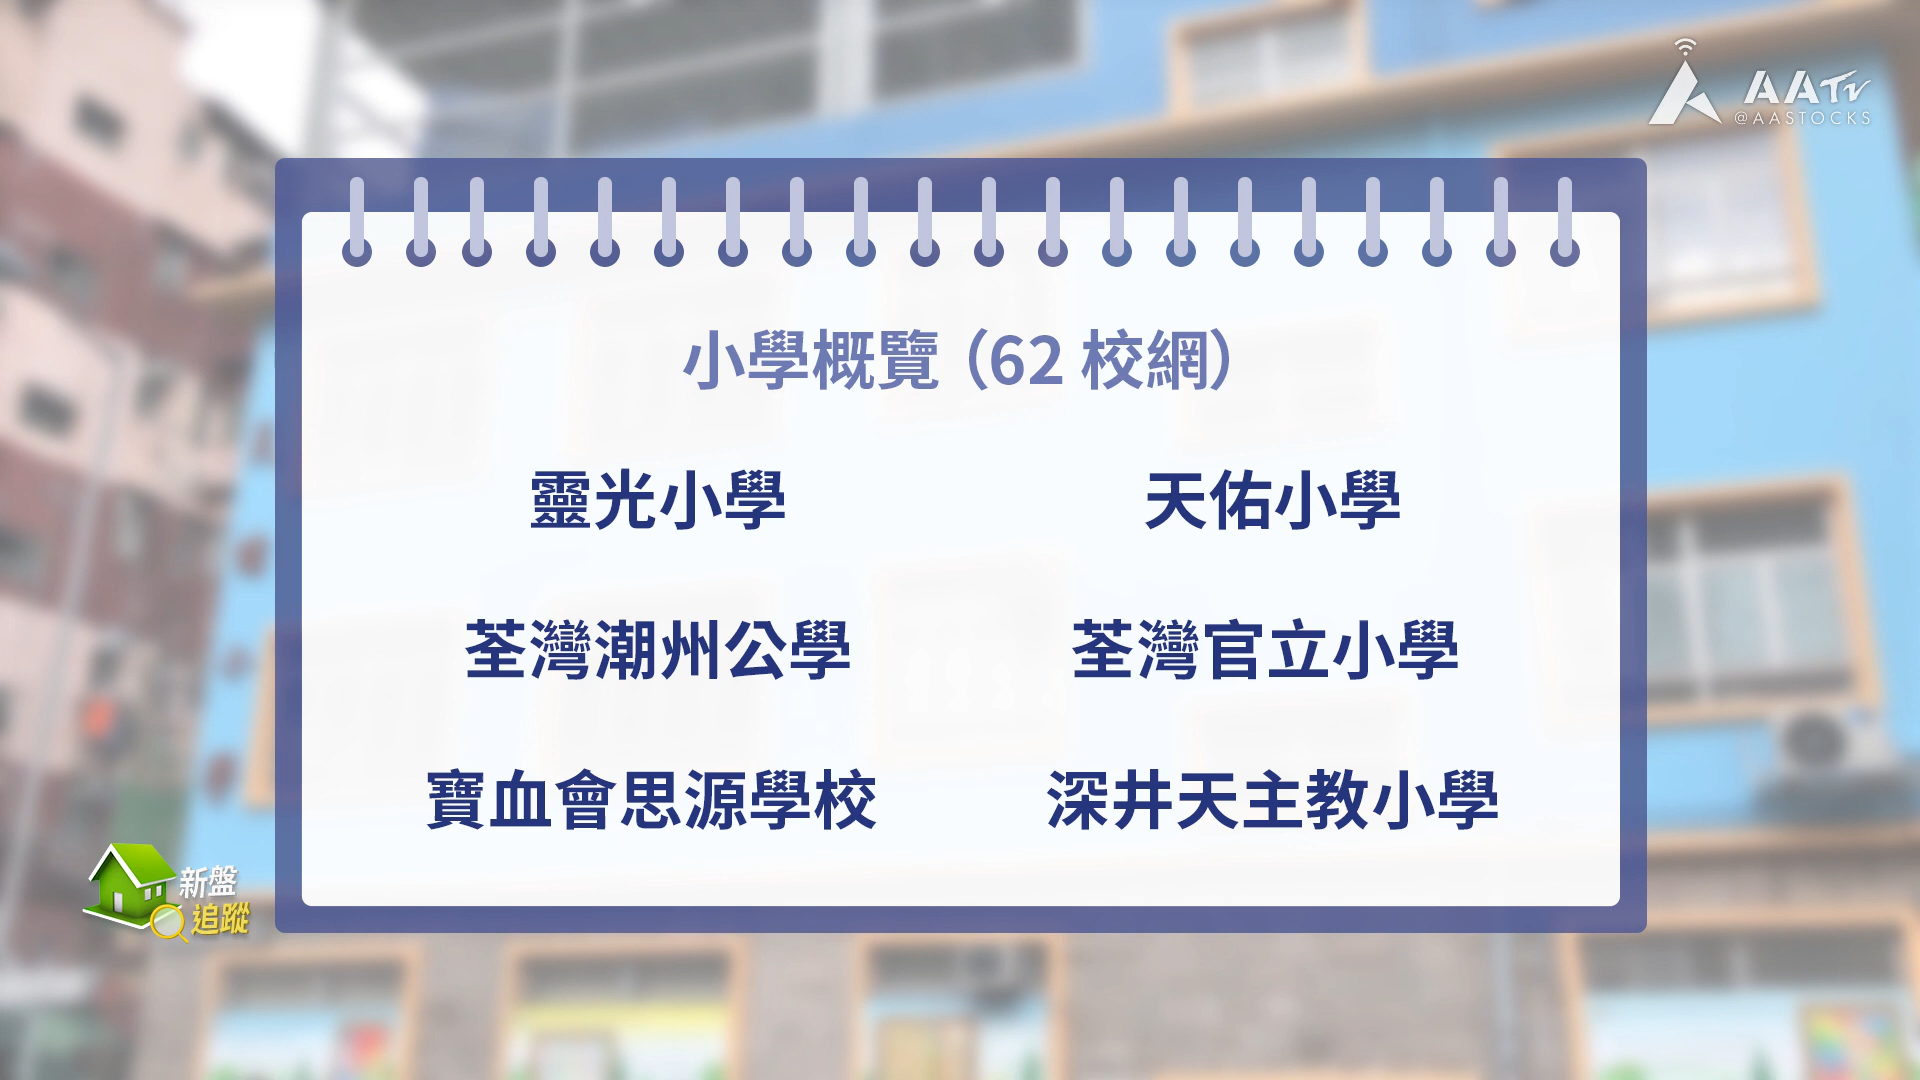 AATV
@AASTOCKS
小學概覽（62 校網）
靈光小學
天佑小學
荃灣潮州公學
荃灣官立小學
寶血會思源學校
深井天主教小學
新盤
追蹤